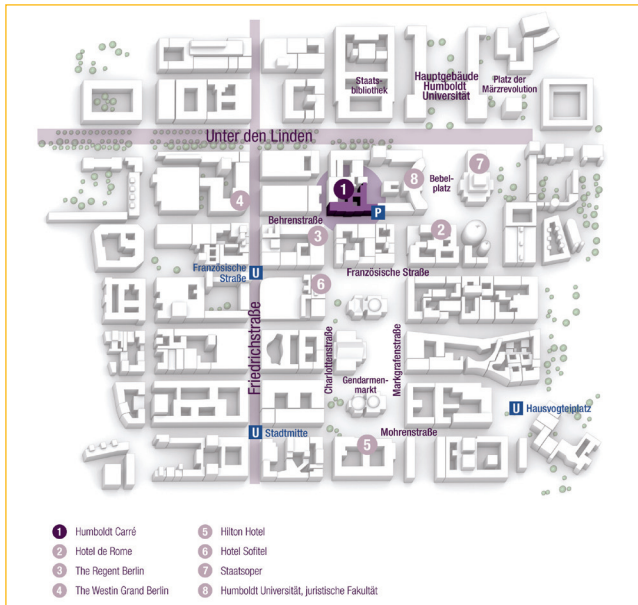 Staats-
bibliothek
Hauptgebäude
Humboldt
Universität
Platz der
Märzrevolution
Unter den Linden
1
8
7
Bebel-
platz
4
P
Behrenstraße
3
2
Französische
Straße
U
Französische Straße
6
Friedrichstraße
Charlottenstraße
Markgrafenstraße
Gendarmen-
markt
U Hausvogteiplatz
U Stadtmitte
Mohrenstraße
5
1 Humboldt Carré
2 Hotel de Rome
3 The Regent Berlin
4 The Westin Grand Berlin
5 Hilton Hotel
6 Hotel Sofitel
7 Staatsoper
8 Humboldt Universität, juristische Fakultät